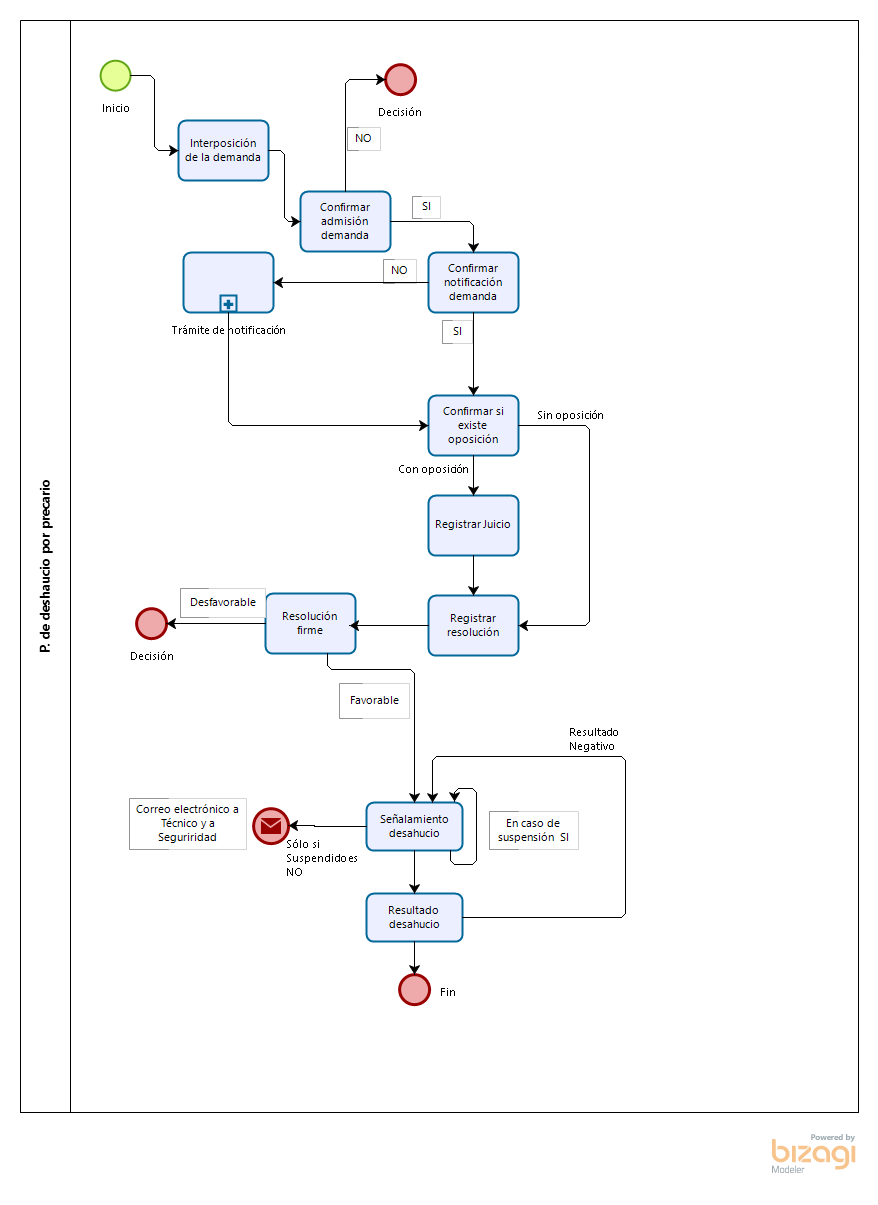 P. de deshaucio por precario
Inicio
Decisión
NO
Interposición
de la demanda
Confirmar
admisión
demanda
SI
Confirmar
notificación
demanda
NO
Trámite de notificación
SI
Confirmar si
existe
oposición
Sin oposición
Con oposición
Registrar Juicio
Registrar
resolución
Resolución
firme
Desfavorable
Decisión
Favorable
Resultado
Negativo
Señalamiento
desahucio
En caso de
suspensión SI
Correo electrónico a
Técnico y a
Seguriridad
Sólo si
Suspendidoes
NO
Resultado
desahucio
Fin
Powered by
bizagi
Modeler